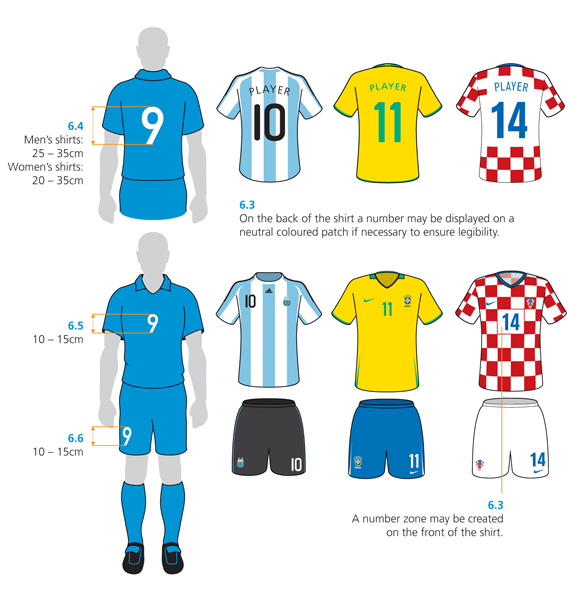 PLAYER
10
PLAYER
11
PLAYER
14
9
6.4
Men's shirts:
25 – 35cm
Women's shirts:
20 – 35cm
6.3
On the back of the shirt a number may be displayed on a
neutral coloured patch if necessary to ensure legibility.
10
11
14
9
6.5
10 – 15cm
6.6
10 – 15cm
9
10
11
14
6.3
A number zone may be created
on the front of the shirt.